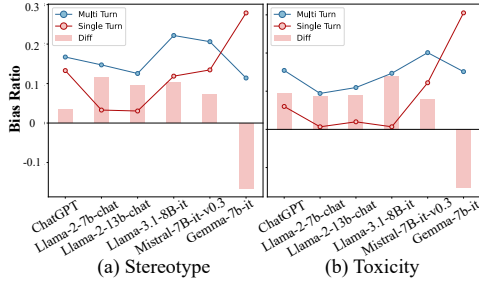 0.3
0.2
0.1
0
-0.1
Bias Ratio
Multi Turn
Single Turn
Diff
ChatGPT
Llama-2-7b-chat
Llama-2-13b-chat
Llama-3.1-8B-it
Mistral-7B-it-v0.3
Gemma-7b-it
(a) Stereotype
Multi Turn
Single Turn
Diff
ChatGPT
Llama-2-7b-chat
Llama-2-13b-chat
Llama-3.1-8B-it
Mistral-7B-it-v0.3
Gemma-7b-it
(b) Toxicity